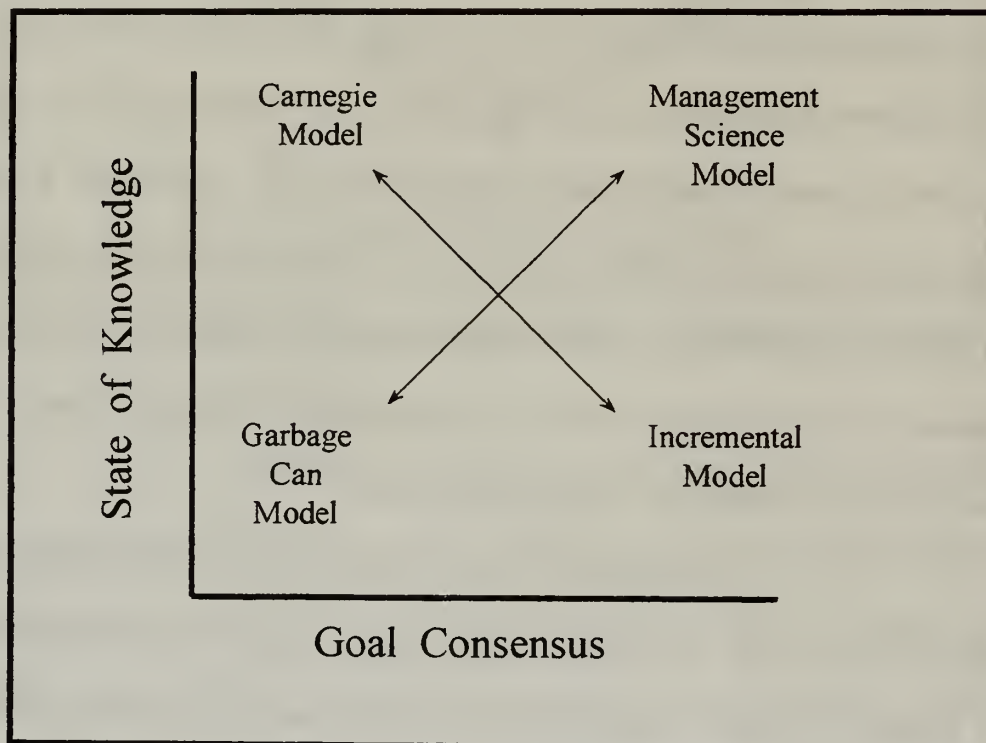 Carnegie
Model
Management
Science
Model
State of Knowledge
Garbage
Can
Model
Incremental
Model
Goal Consensus